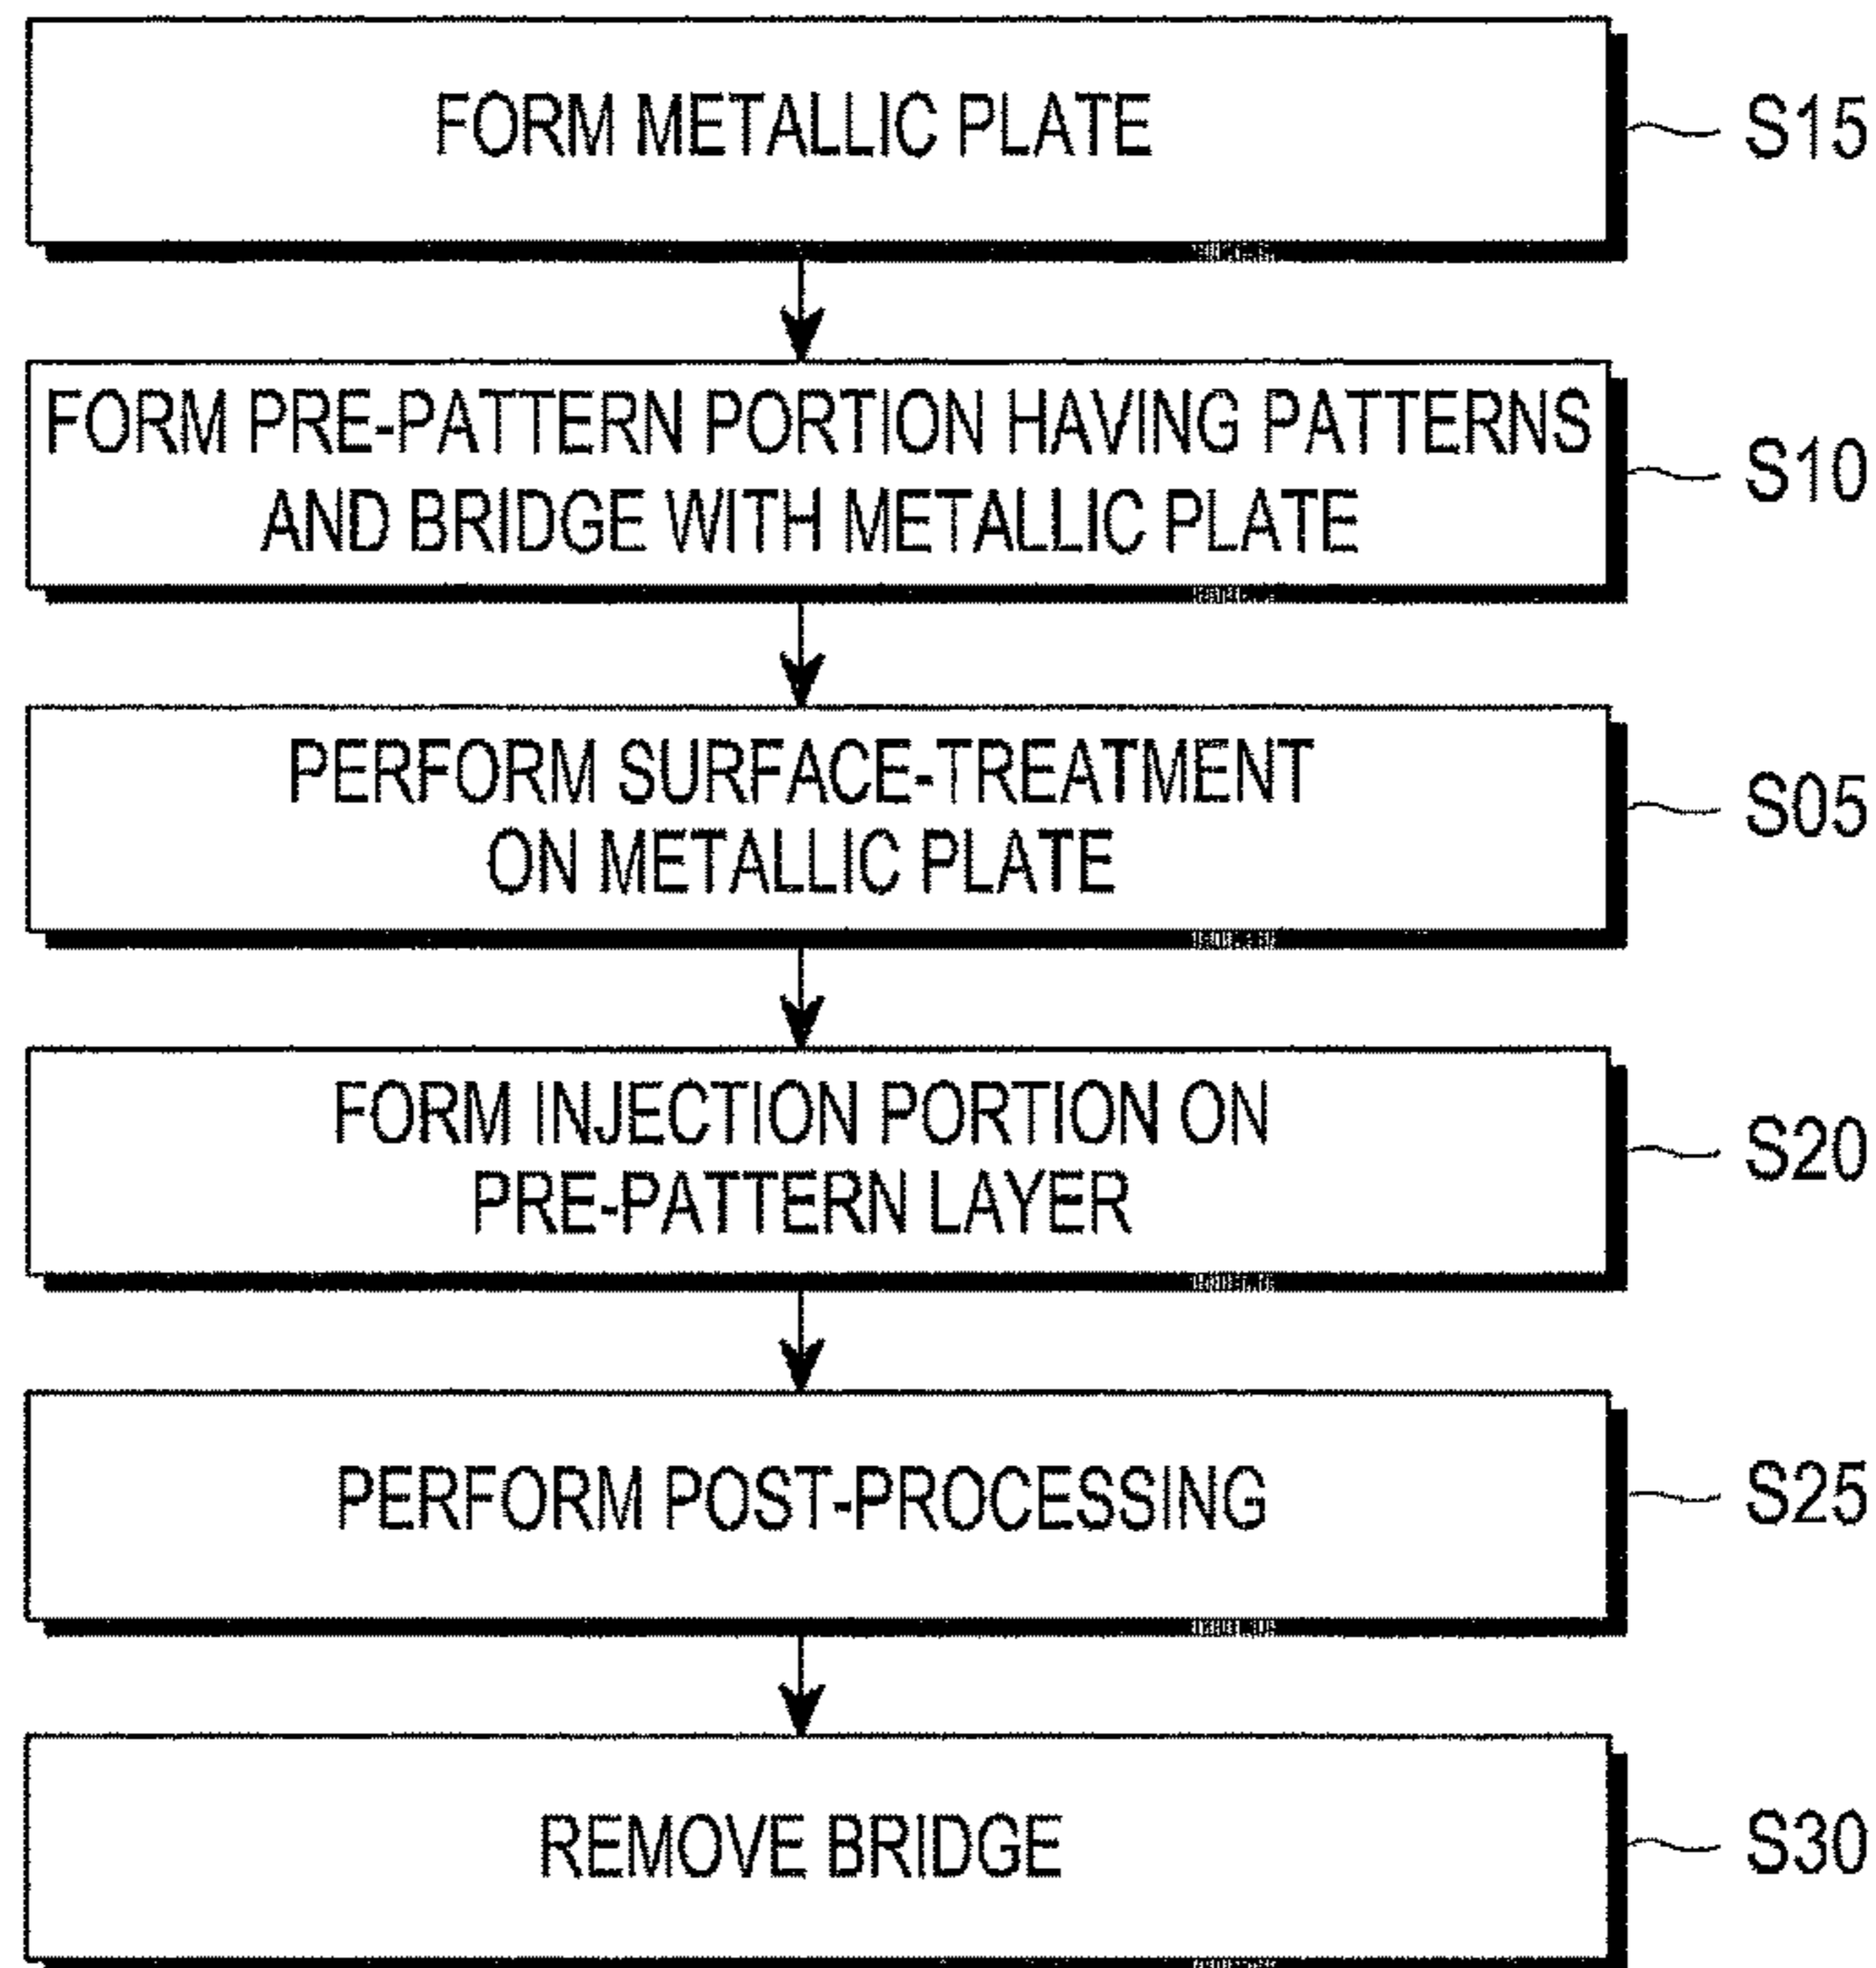 FORM METALLIC PLATE
S15
FORM PRE-PATTERN PORTION HAVING PATTERNS
AND BRIDGE WITH METALLIC PLATE
S10
PERFORM SURFACE-TREATMENT
ON METALLIC PLATE
S05
FORM INJECTION PORTION ON
PRE-PATTERN LAYER
S20
PERFORM POST-PROCESSING
S25
REMOVE BRIDGE
S30